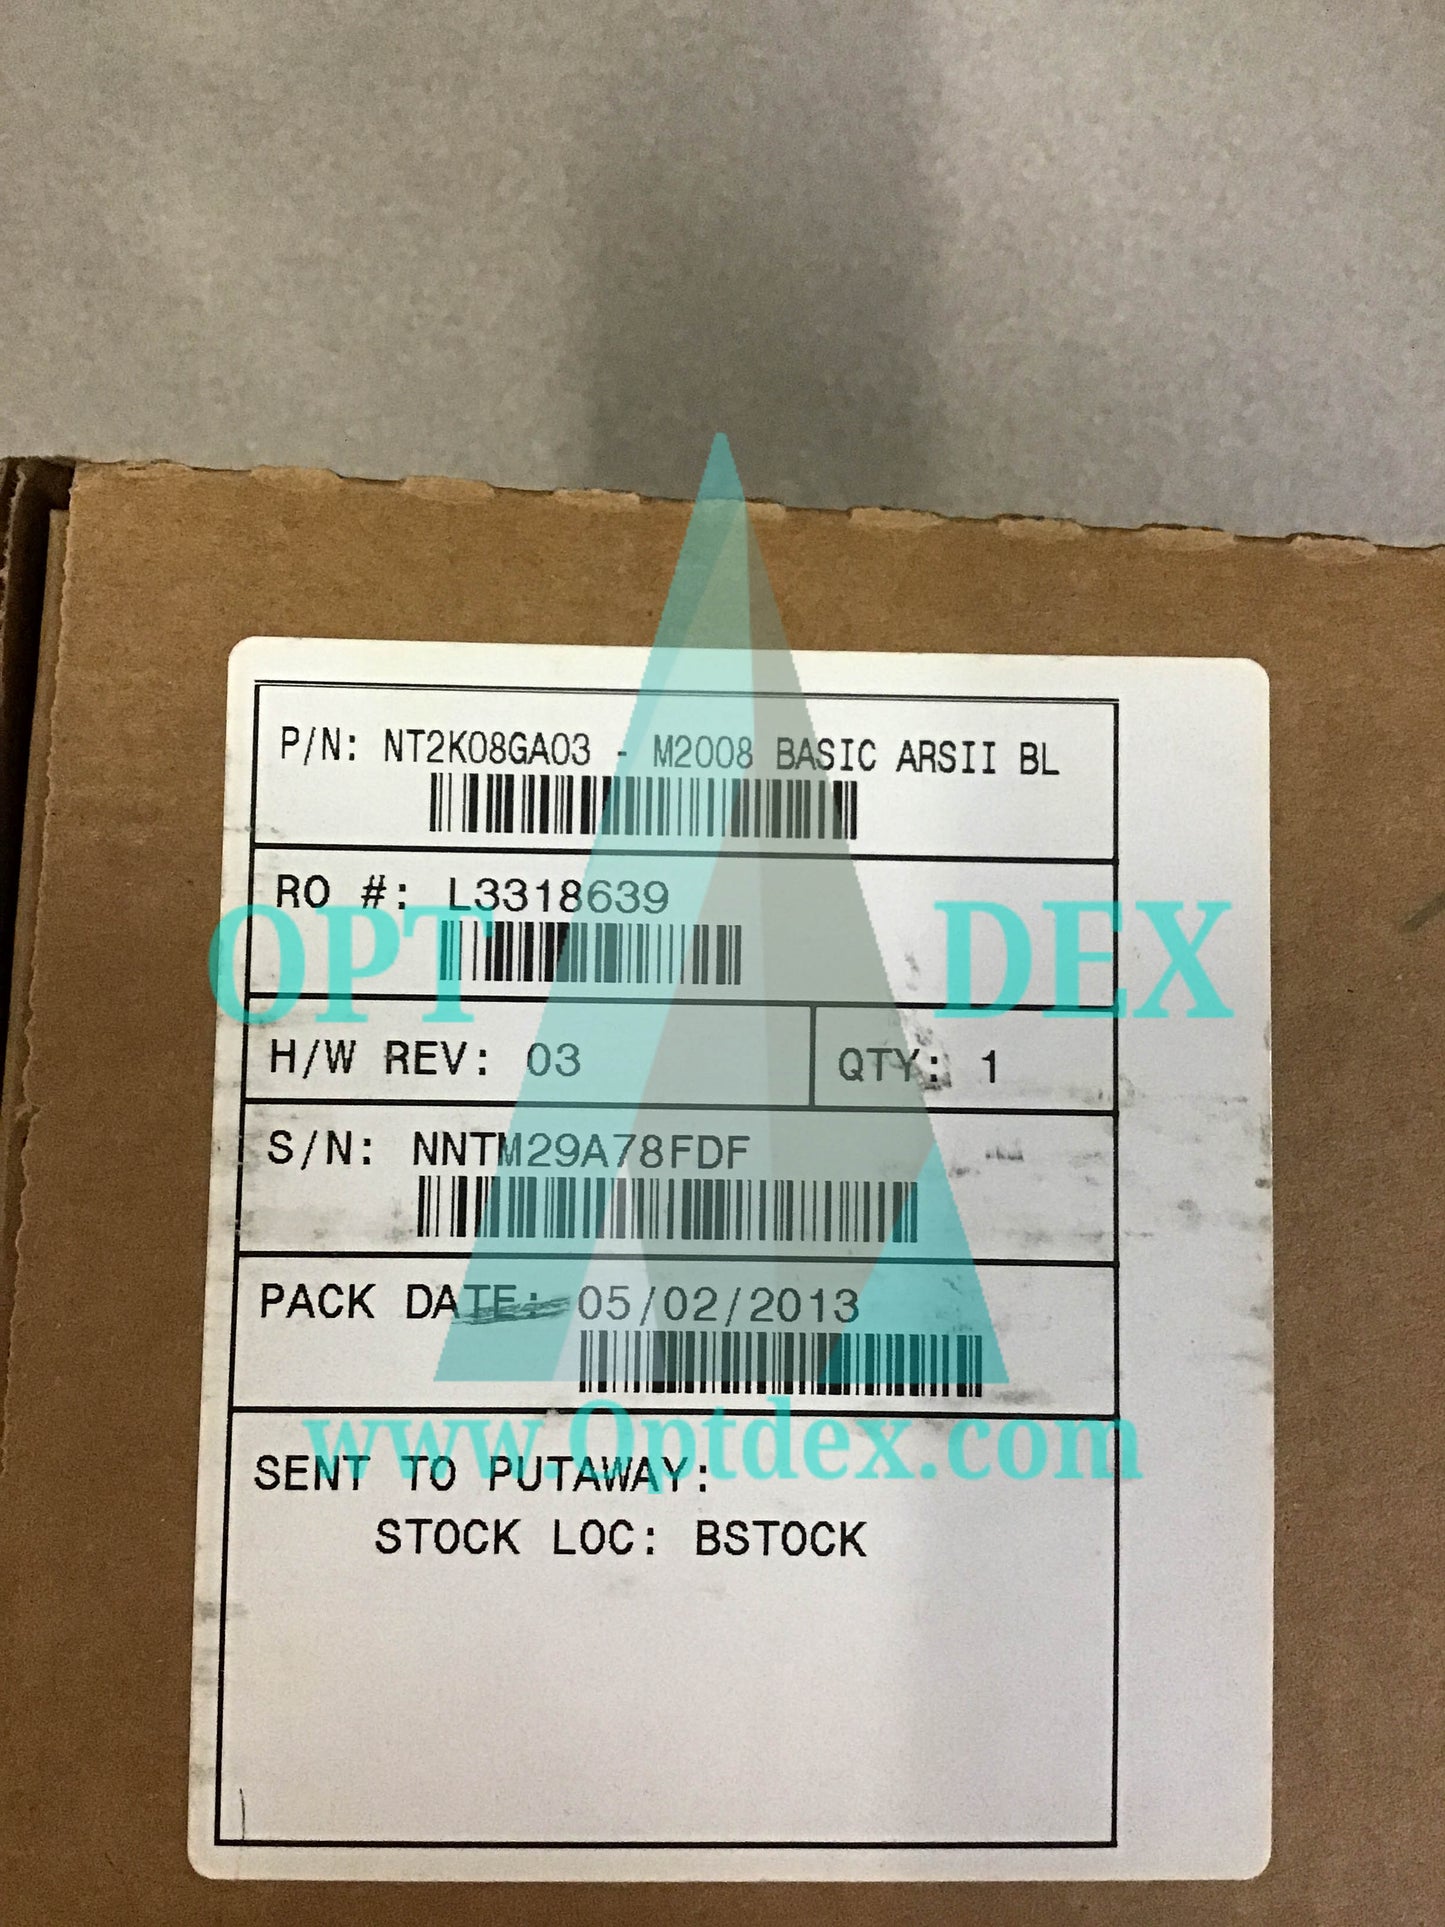 P/N: NT2K08GA03 - M2008 BASIC ARSII BL
RO #: L3318639
OPT DEX
H/W REV: 03 QTY: 1
S/N: NNTM29A78FDF
PACK DATE: 05/02/2013
www.Optdex.com
SENT TO PUTAWAY:
STOCK LOC: BSTOCK